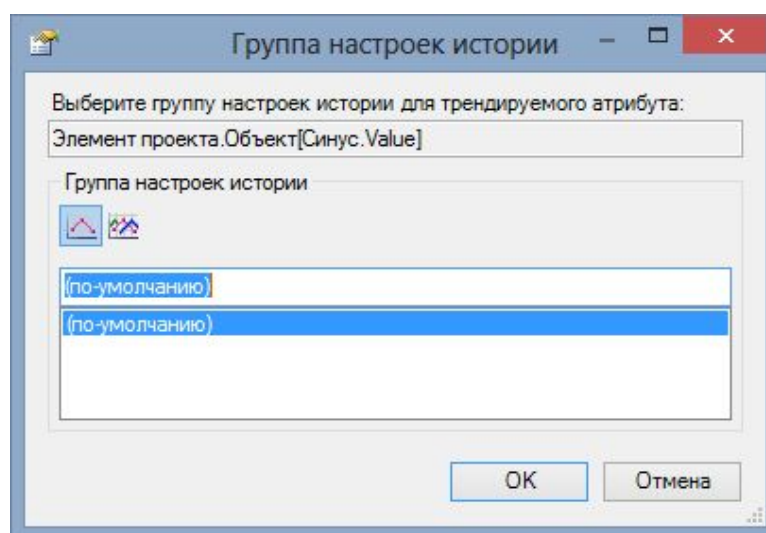 Группа настроек истории
Выберите группу настроек истории для трендируемого атрибута:
Элемент проекта.Объект[Синус.Value]
Группа настроек истории
(по-умолчанию)
(по-умолчанию)
OK Отмена